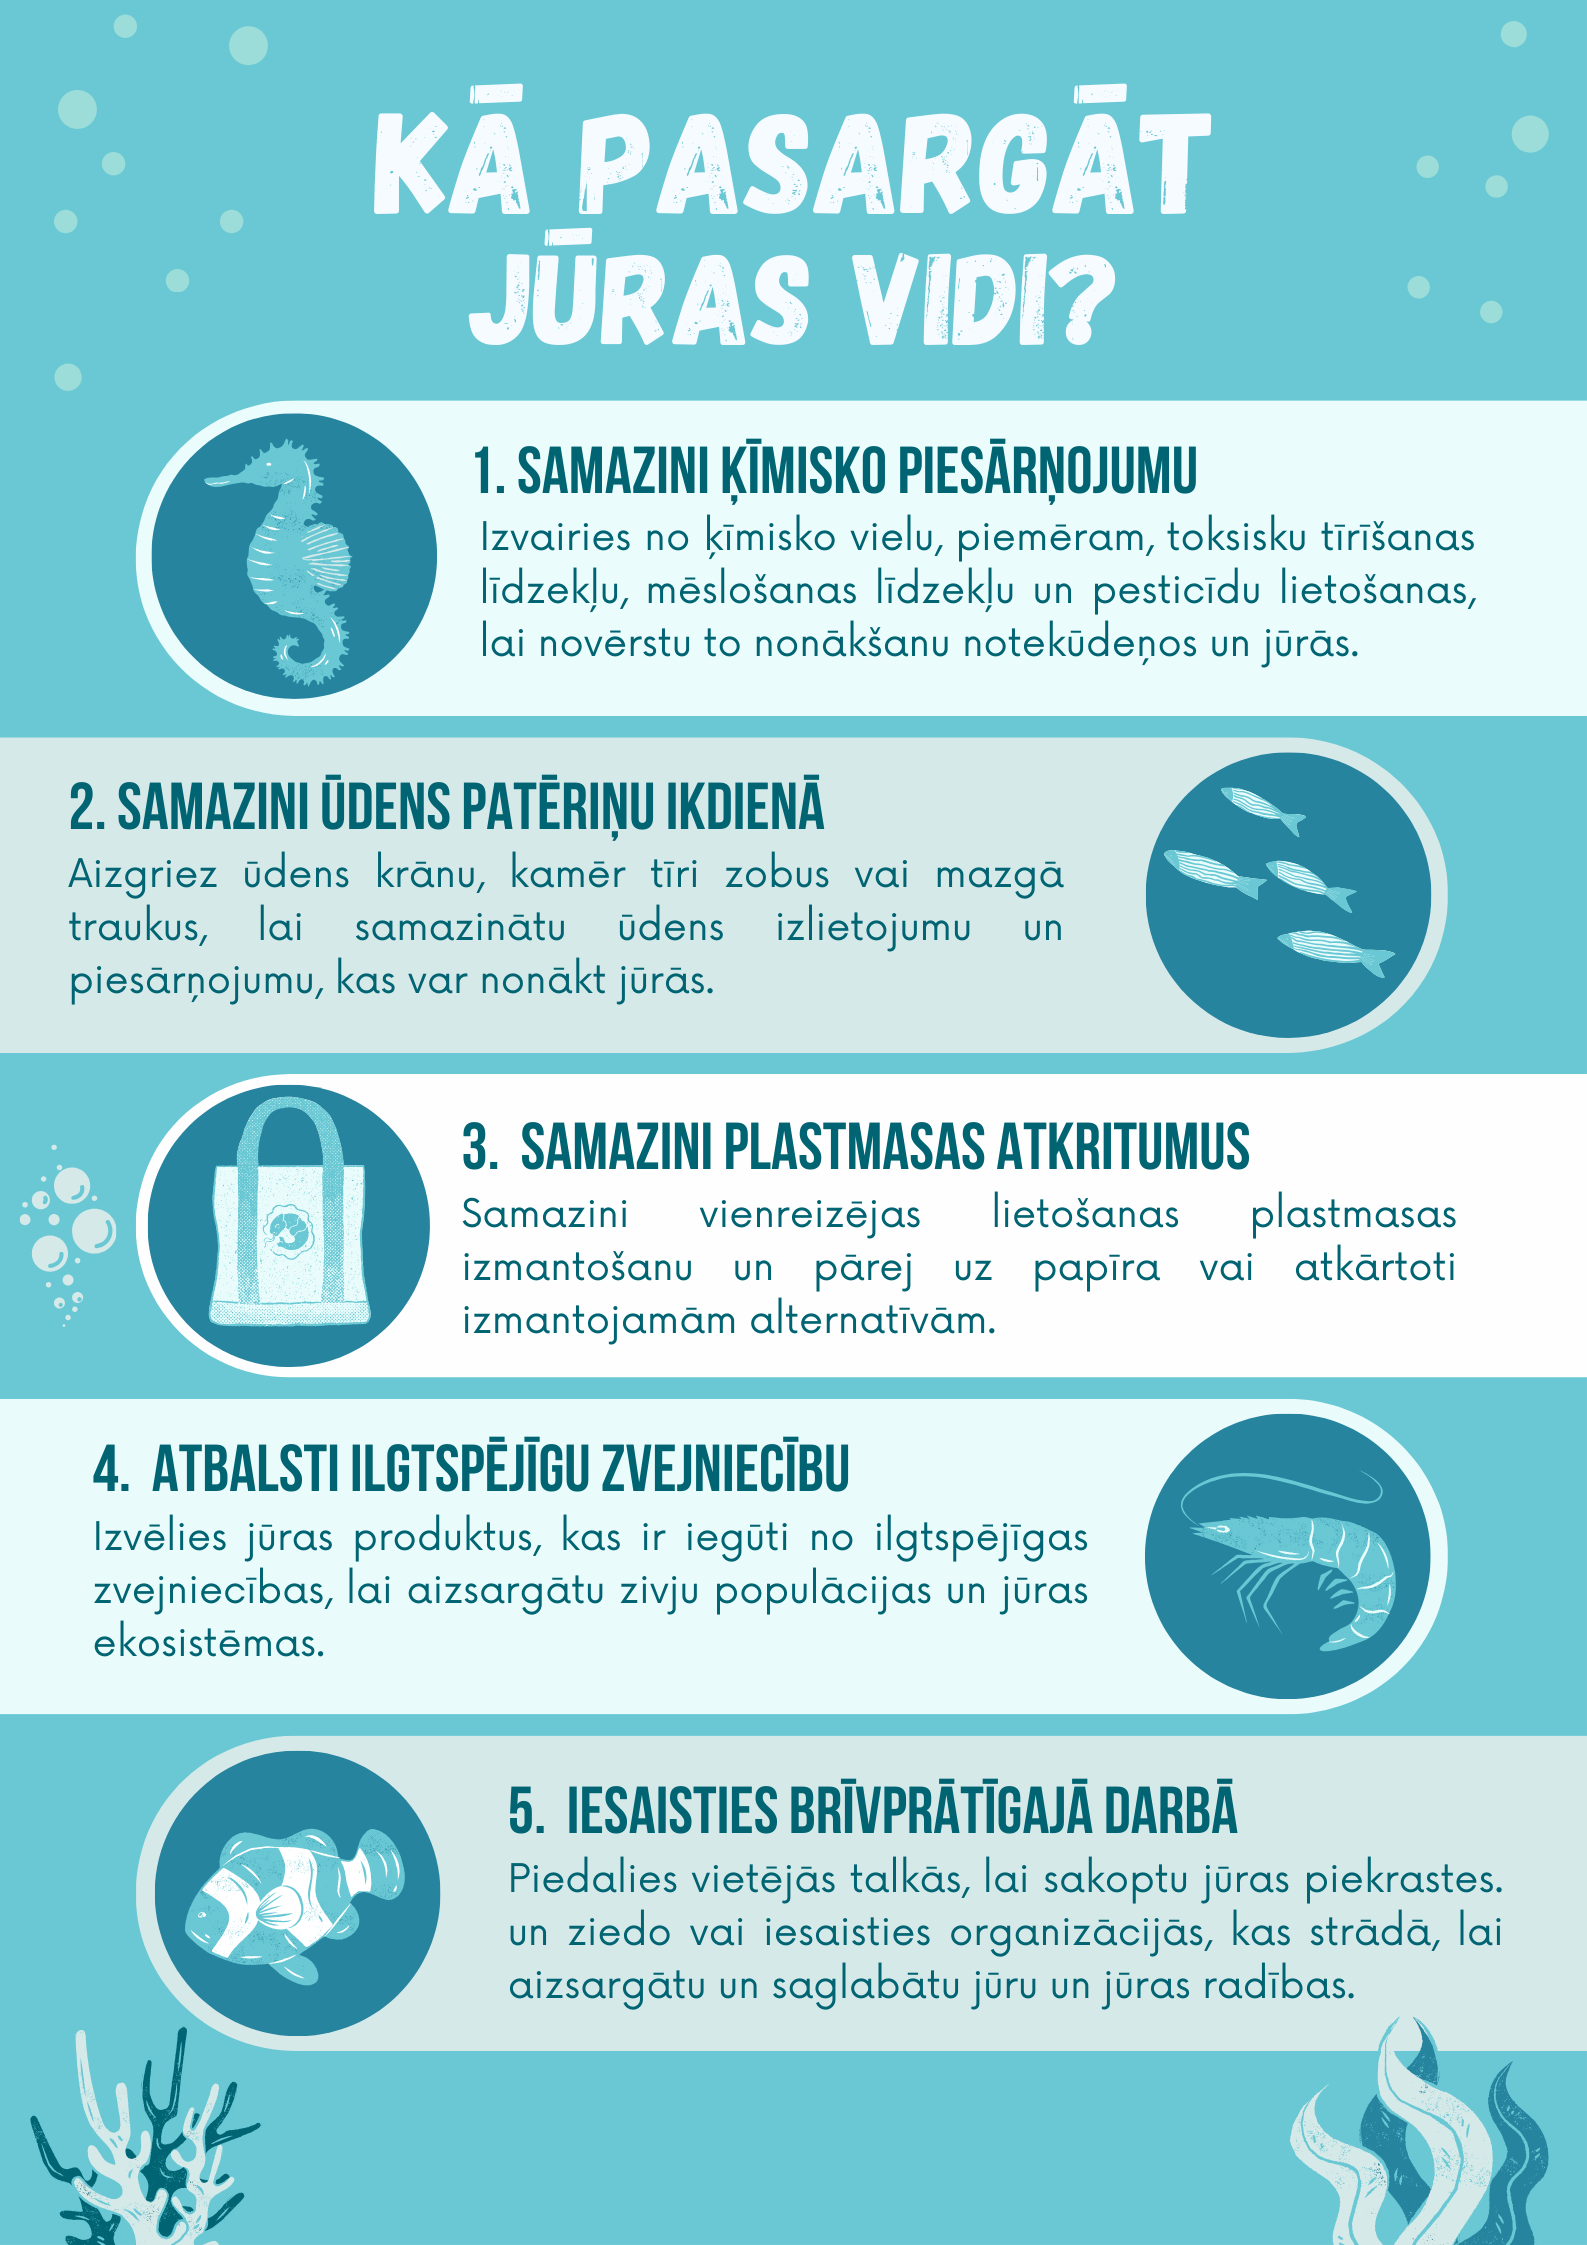 KĀ PASARGĀT
JŪRAS VIDI?
1. SAMAZINI ĶĪMISKO PIESĀRŅOJUMU
Izvairies no ķīmisko vielu, piemēram, toksisku tīrīšanas
līdzekļu, mēslošanas līdzekļu un pesticīdu lietošanas,
lai novērstu to nonākšanu notekūdeņos un jūrās.
2. SAMAZINI ŪDENS PATĒRIŅU IKDIENĀ
Aizgriez ūdens krānu, kamēr tīri zobus vai mazgā
traukus, lai samazinātu ūdens izlietojumu un
piesārņojumu, kas var nonākt jūrās.
3. SAMAZINI PLASTMASAS ATKRITUMUS
Samazini vienreizējas lietošanas plastmasas
izmantošanu un pārej uz papīra vai atkārtoti
izmantojamām alternatīvām.
4. ATBALSTI ILGTSPĒJĪGU ZVEJNIECĪBU
Izvēlies jūras produktus, kas ir iegūti no ilgtspējīgas
zvejniecības, lai aizsargātu zivju populācijas un jūras
ekosistēmas.
5. IESAISTIES BRĪVPRĀTĪGAJĀ DARBĀ
Piedalies vietējās talkās, lai sakoptu jūras piekrastes.
un ziedo vai iesaisties organizācijās, kas strādā, lai
aizsargātu un saglabātu jūru un jūras radības.